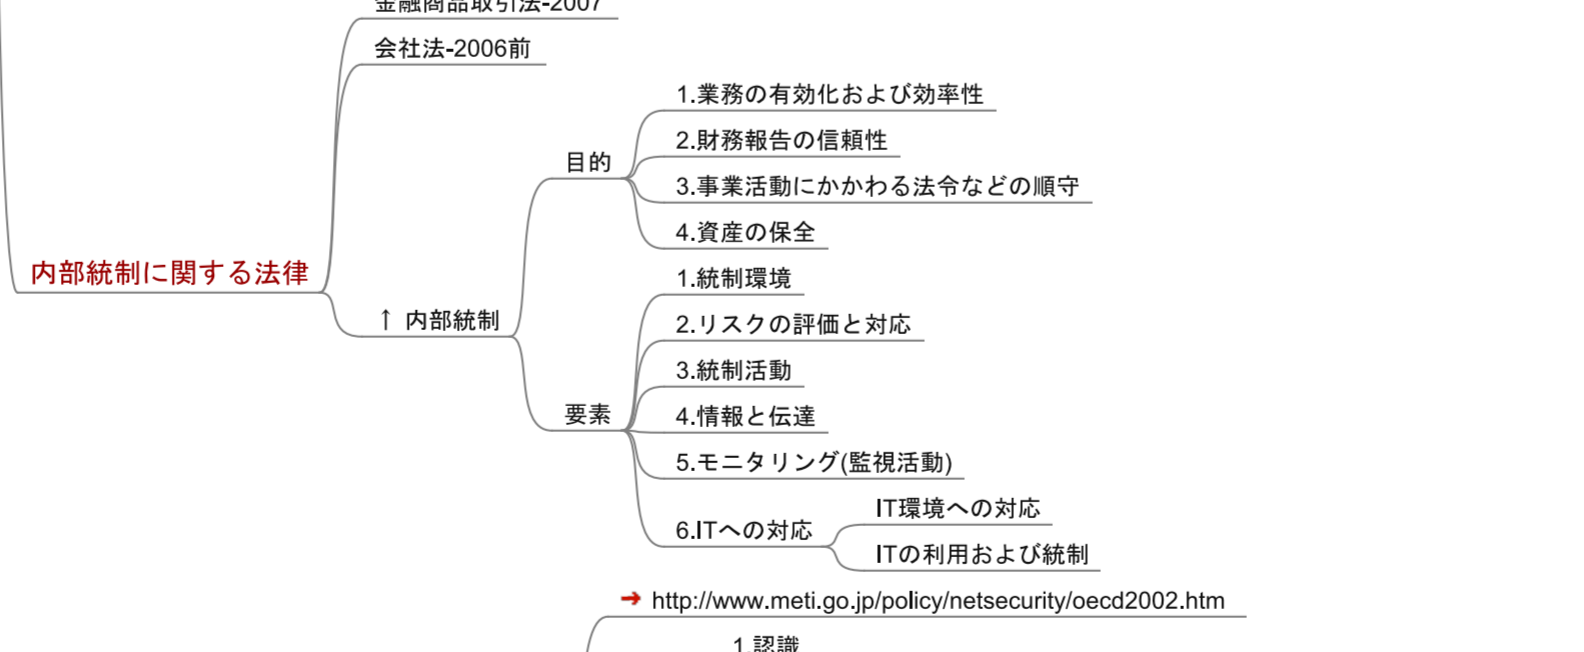 金融商品取引法-2007
会社法-2006前
1.業務の有効化および効率性
2.財務報告の信頼性
目的
3.事業活動にかかわる法令などの順守
4.資産の保全
内部統制に関する法律
1.統制環境
↑ 内部統制
2.リスクの評価と対応
3.統制活動
要素
4.情報と伝達
5.モニタリング(監視活動)
6.ITへの対応
IT環境への対応
ITの利用および統制
http://www.meti.go.jp/policy/netsecurity/oecd2002.htm
1.認識